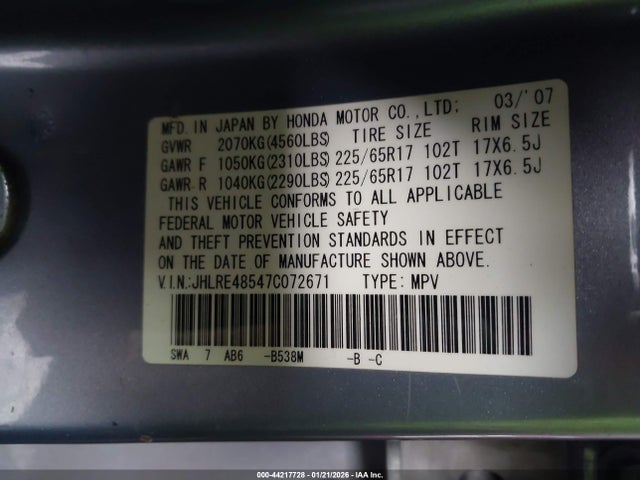 MFD. IN JAPAN BY HONDA MOTOR CO., LTD; 03/'07
GVWR 2070KG(4560LBS) TIRE SIZE RIM SIZE
GAWR F 1050KG(2310LBS) 225/65R17 102T 17X6.5J
GAWR R 1040KG(2290LBS) 225/65R17 102T 17X6.5J
THIS VEHICLE CONFORMS TO ALL APPLICABLE
FEDERAL MOTOR VEHICLE SAFETY
AND THEFT PREVENTION STANDARDS IN EFFECT
ON THE DATE OF MANUFACTURE SHOWN ABOVE.
V.I.N:JHLRE48547C072671 TYPE: MPV
SWA 7 AB6 -B538M -B -C
000-44217728 - 01/21/2026 - IAA Inc.